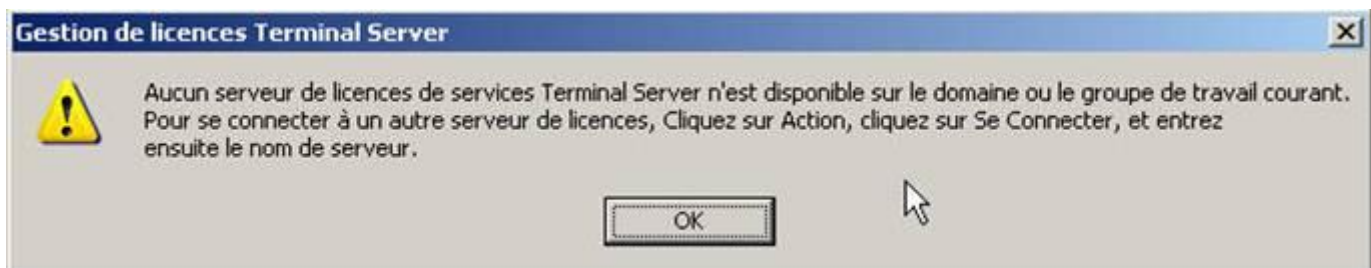 Gestion de licences Terminal Server
Aucun serveur de licences de services Terminal Server n'est disponible sur le domaine ou le groupe de travail courant.
Pour se connecter à un autre serveur de licences, Cliquez sur Action, cliquez sur Se Connecter, et entrez
ensuite le nom de serveur.
OK